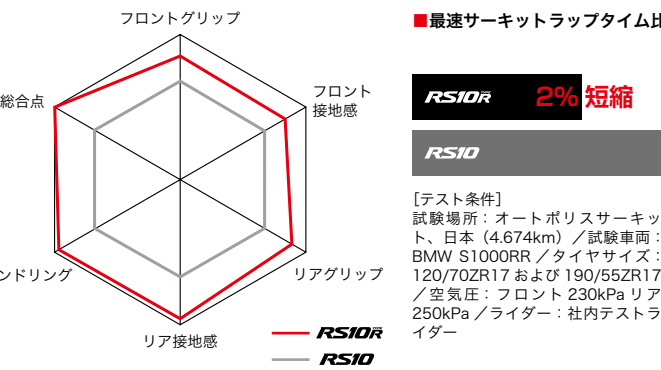 フロントグリップ
総合点
フロント
接地感
ンドリング
リアグリップ
リア接地感
RS10R
RS10
■最速サーキットラップタイム比
RS10R 2% 短縮
RS10
[テスト条件]
試験場所：オートポリスサーキッ
ト、日本（4.674km）／試験車両：
BMW S1000RR／タイヤサイズ：
120/70ZR17 および 190/55ZR17
／空気圧：フロント 230kPa リア
250kPa ／ライダー：社内テストラ
イダー